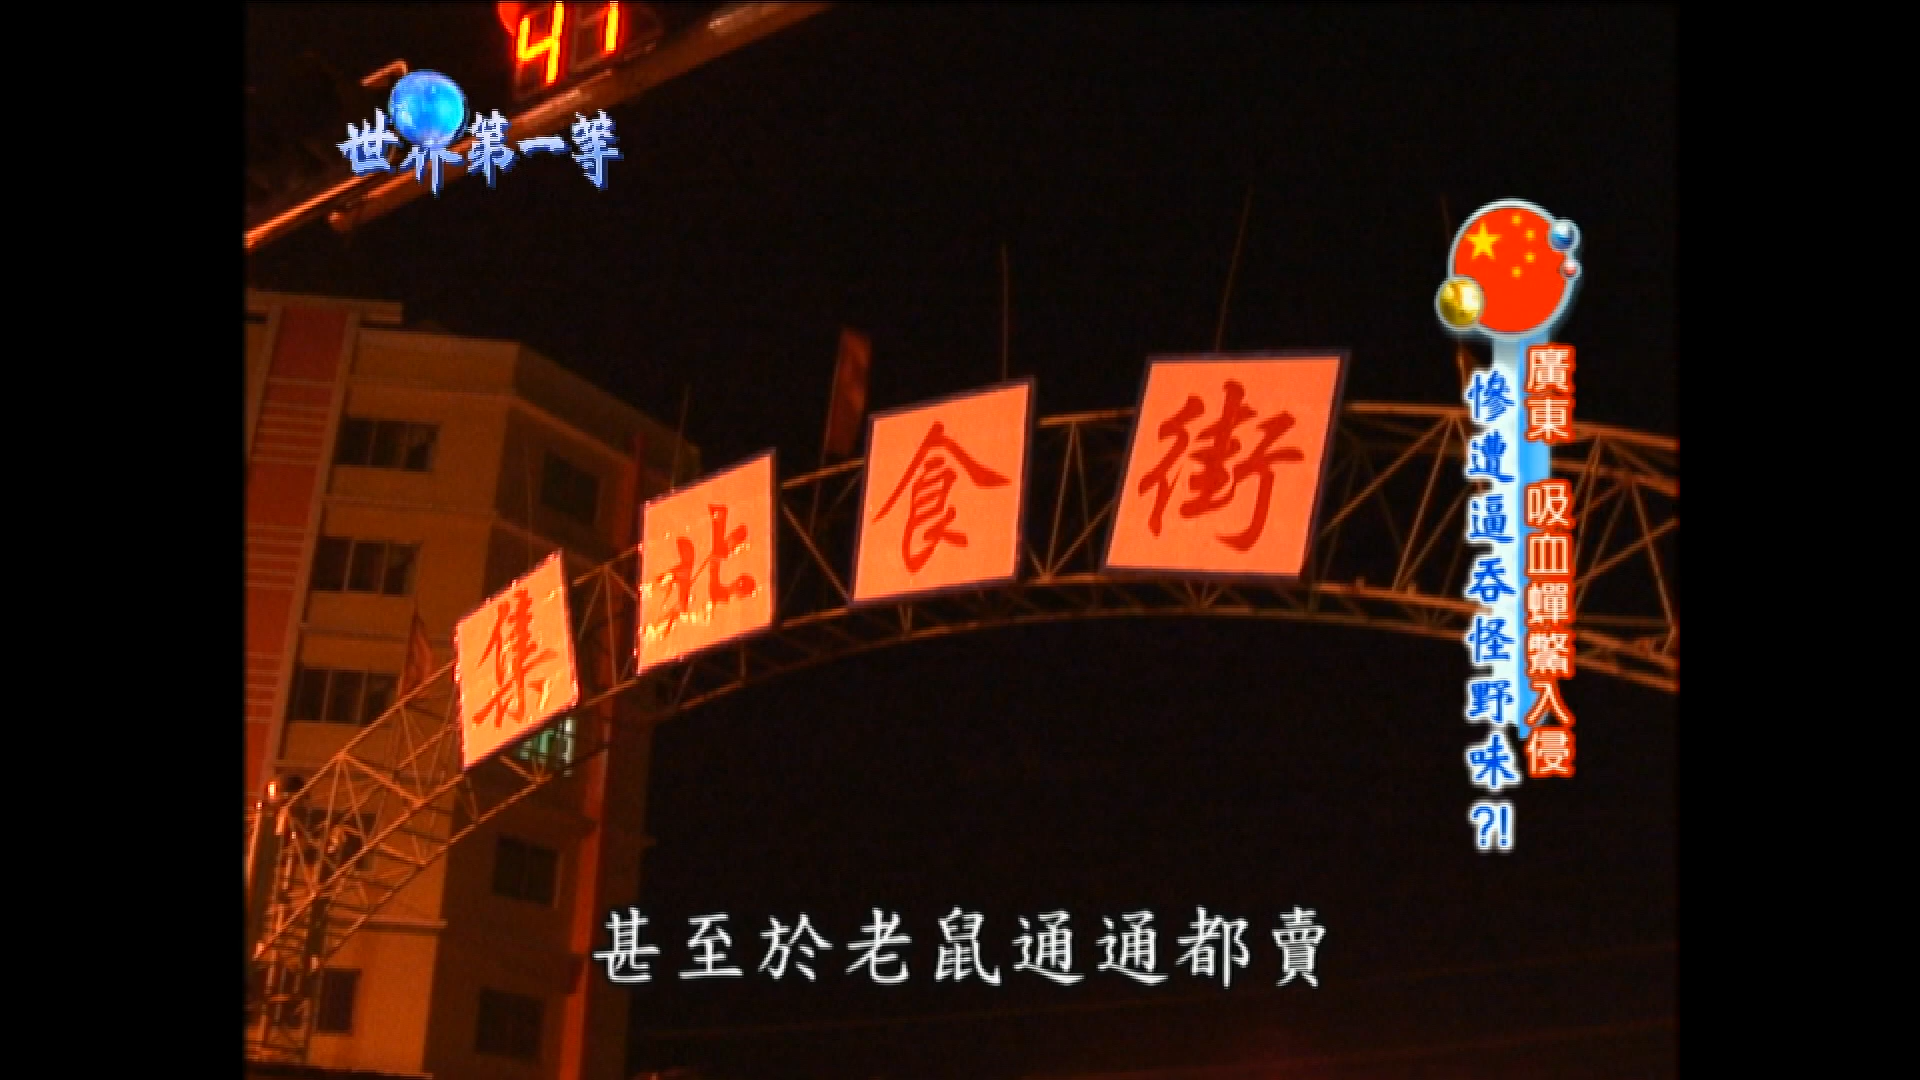 41
世界第一等
廣東 吸血蟬驚入侵
慘遭逼吞怪野味?!
集北食街
甚至於老鼠通通都賣